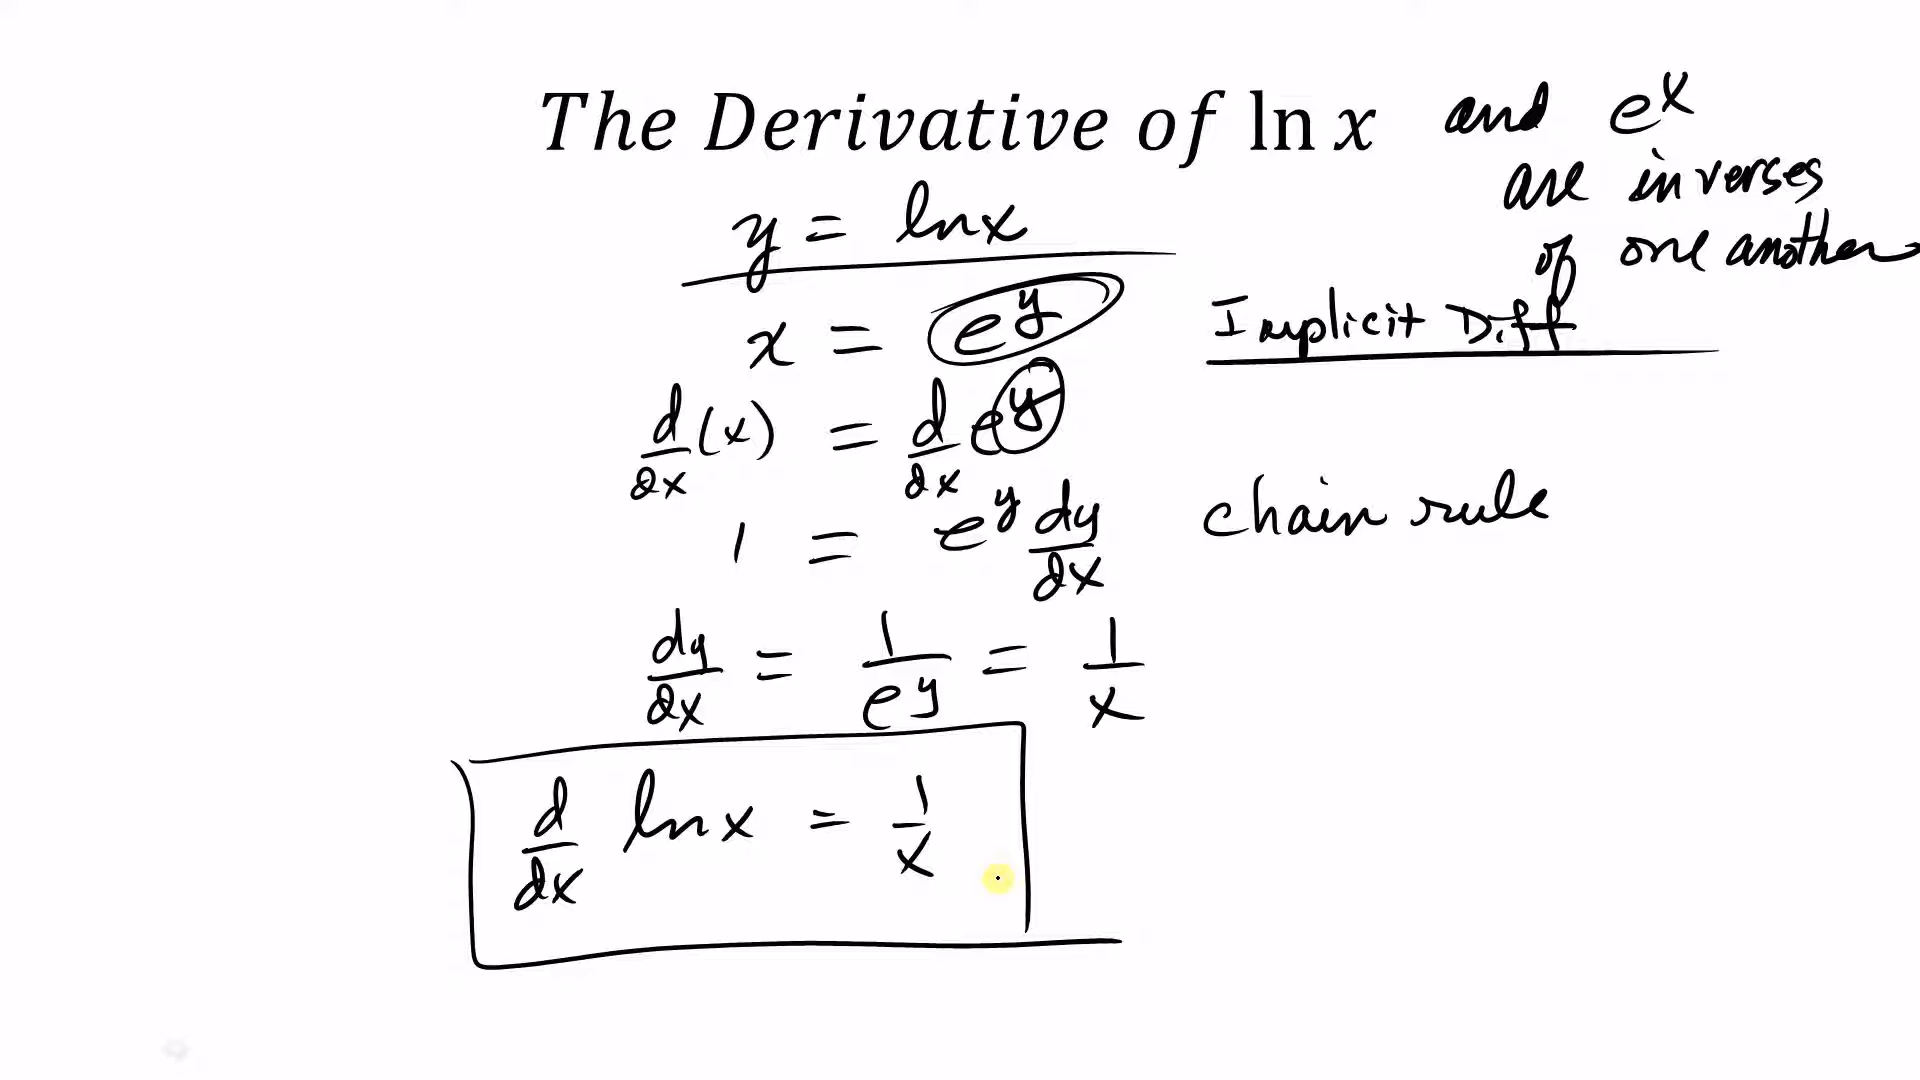 The Derivative of ln x and e^x
are inverses
of one another
y = ln x
x = e^y
Implicit Diff
d/dx (x) = d/dx e^y
1 = e^y dy/dx chain rule
dy/dx = 1/e^y = 1/x
d/dx ln x = 1/x